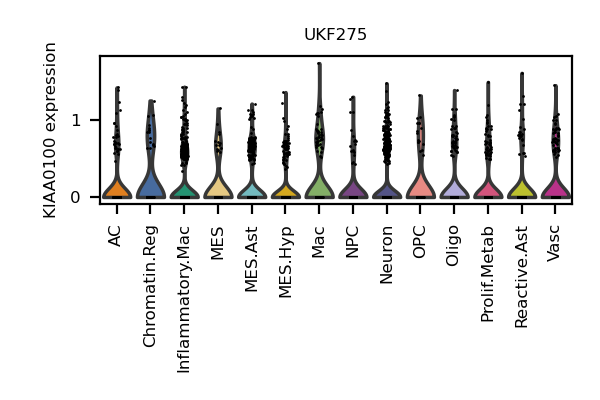 UKF275
KIAA0100 expression
1
0
AC
Chromatin.Reg
Inflammatory.Mac
MES
MES.Ast
MES.Hyp
Mac
NPC
Neuron
OPC
Oligo
Prolif.Metab
Reactive.Ast
Vasc